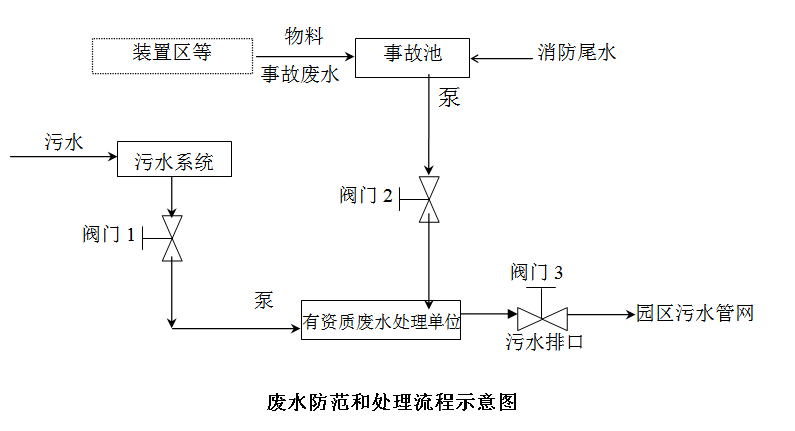 物料
装置区等
事故池
消防尾水
事故废水
泵
污水
污水系统
阀门 2
阀门 1
阀门 3
泵
有资质废水处理单位
园区污水管网
污水排口
废水防范和处理流程示意图